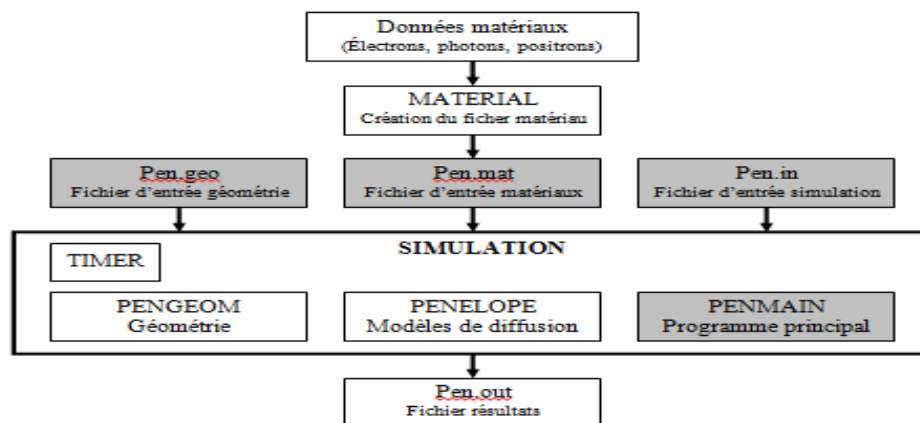 Données matériaux
(Électrons, photons, positrons)
MATERIAL
Création du ficher matériau
Pen.geo
Fichier d'entrée géométrie
Pen.mat
Fichier d'entrée matériaux
Pen.in
Fichier d'entrée simulation
SIMULATION
TIMER
PENGEOM
Géométrie
PENELOPE
Modèles de diffusion
PENMAIN
Programme principal
Pen.out
Fichier résultats